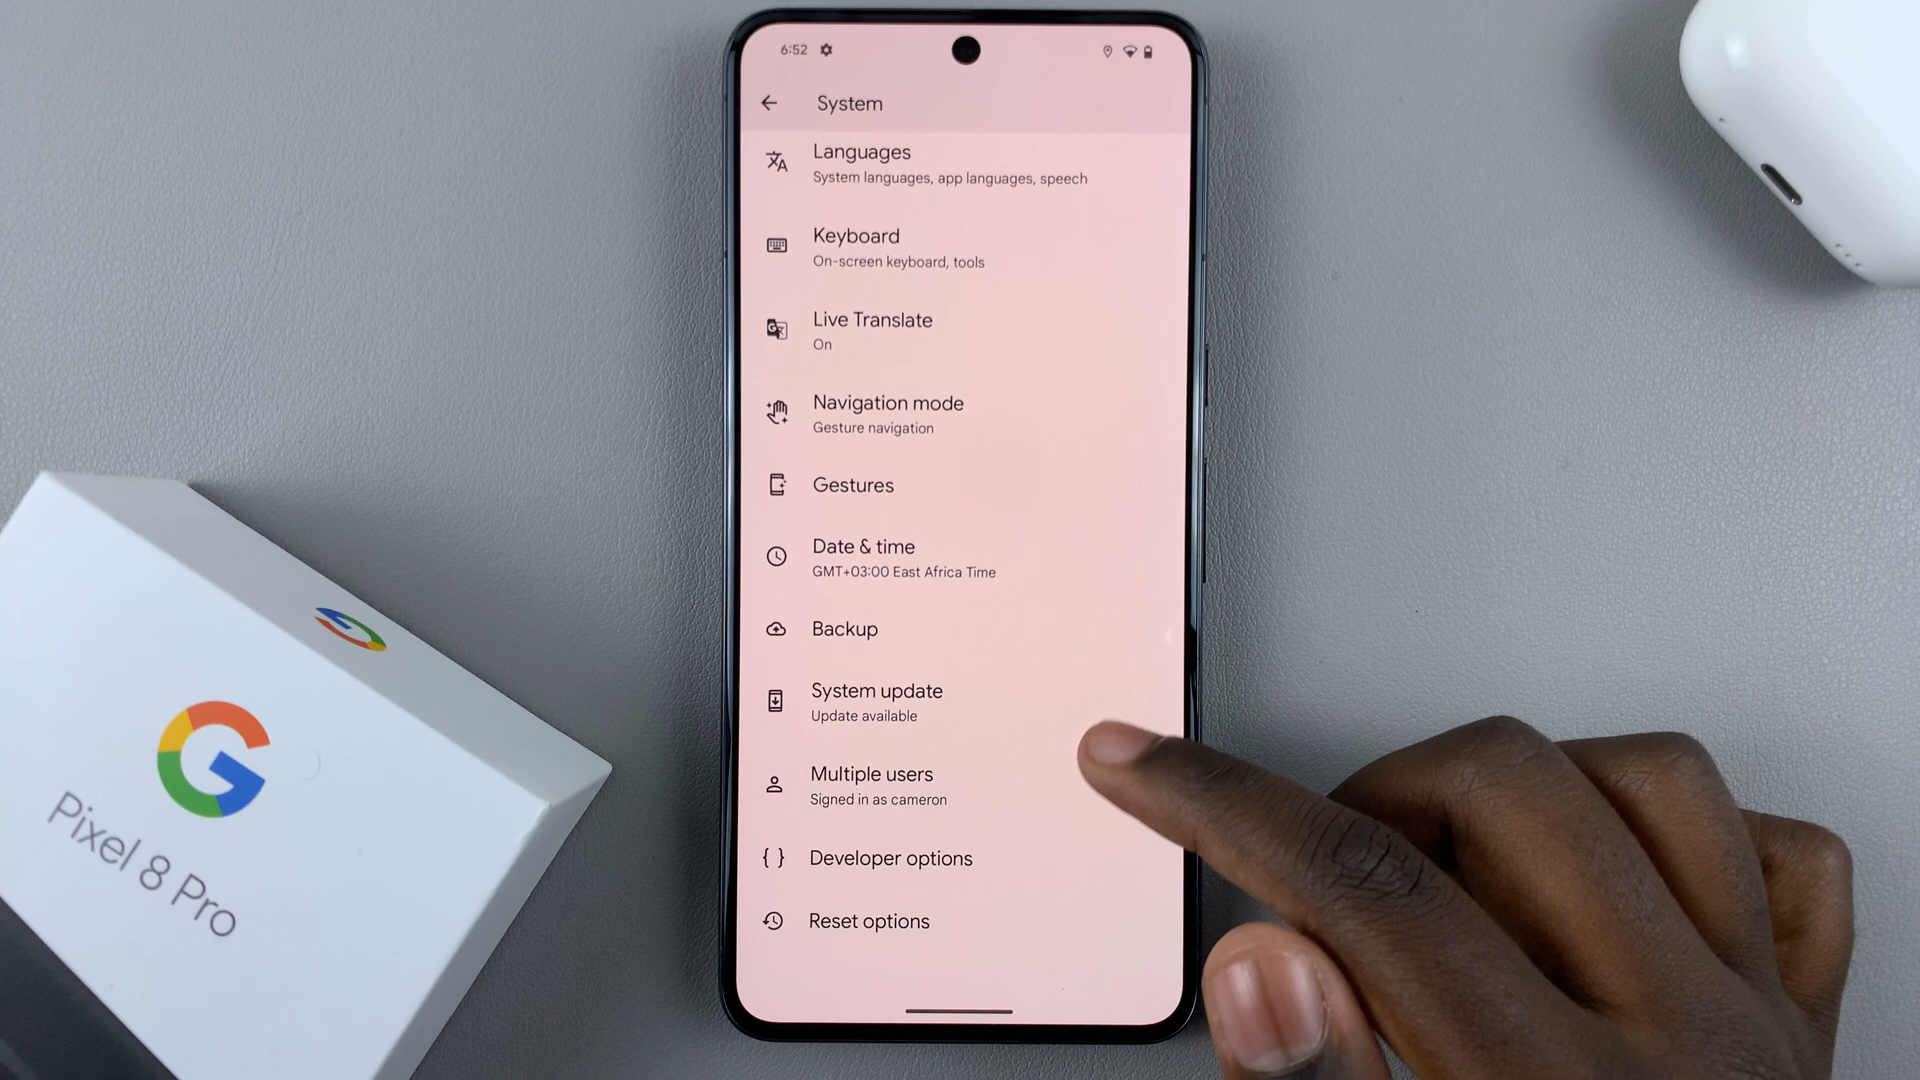 6:52
System
Languages
System languages, app languages, speech
Keyboard
On-screen keyboard, tools
Live Translate
On
Navigation mode
Gesture navigation
Gestures
Date & time
GMT+03:00 East Africa Time
Backup
System update
Update available
Multiple users
Signed in as cameron
{ } Developer options
Reset options
G
Pixel 8 Pro